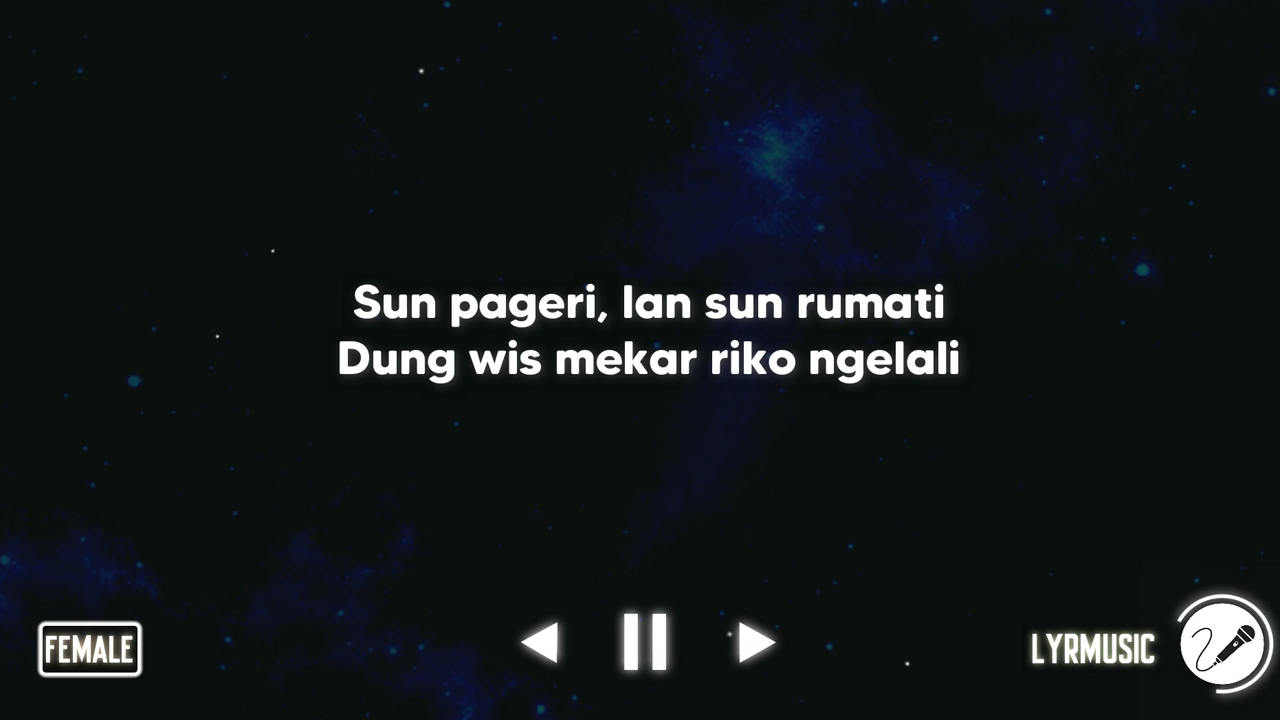 Sun pageri, lan sun rumati
Dung wis mekar riko ngelali
FEMALE
LYRMUSIC